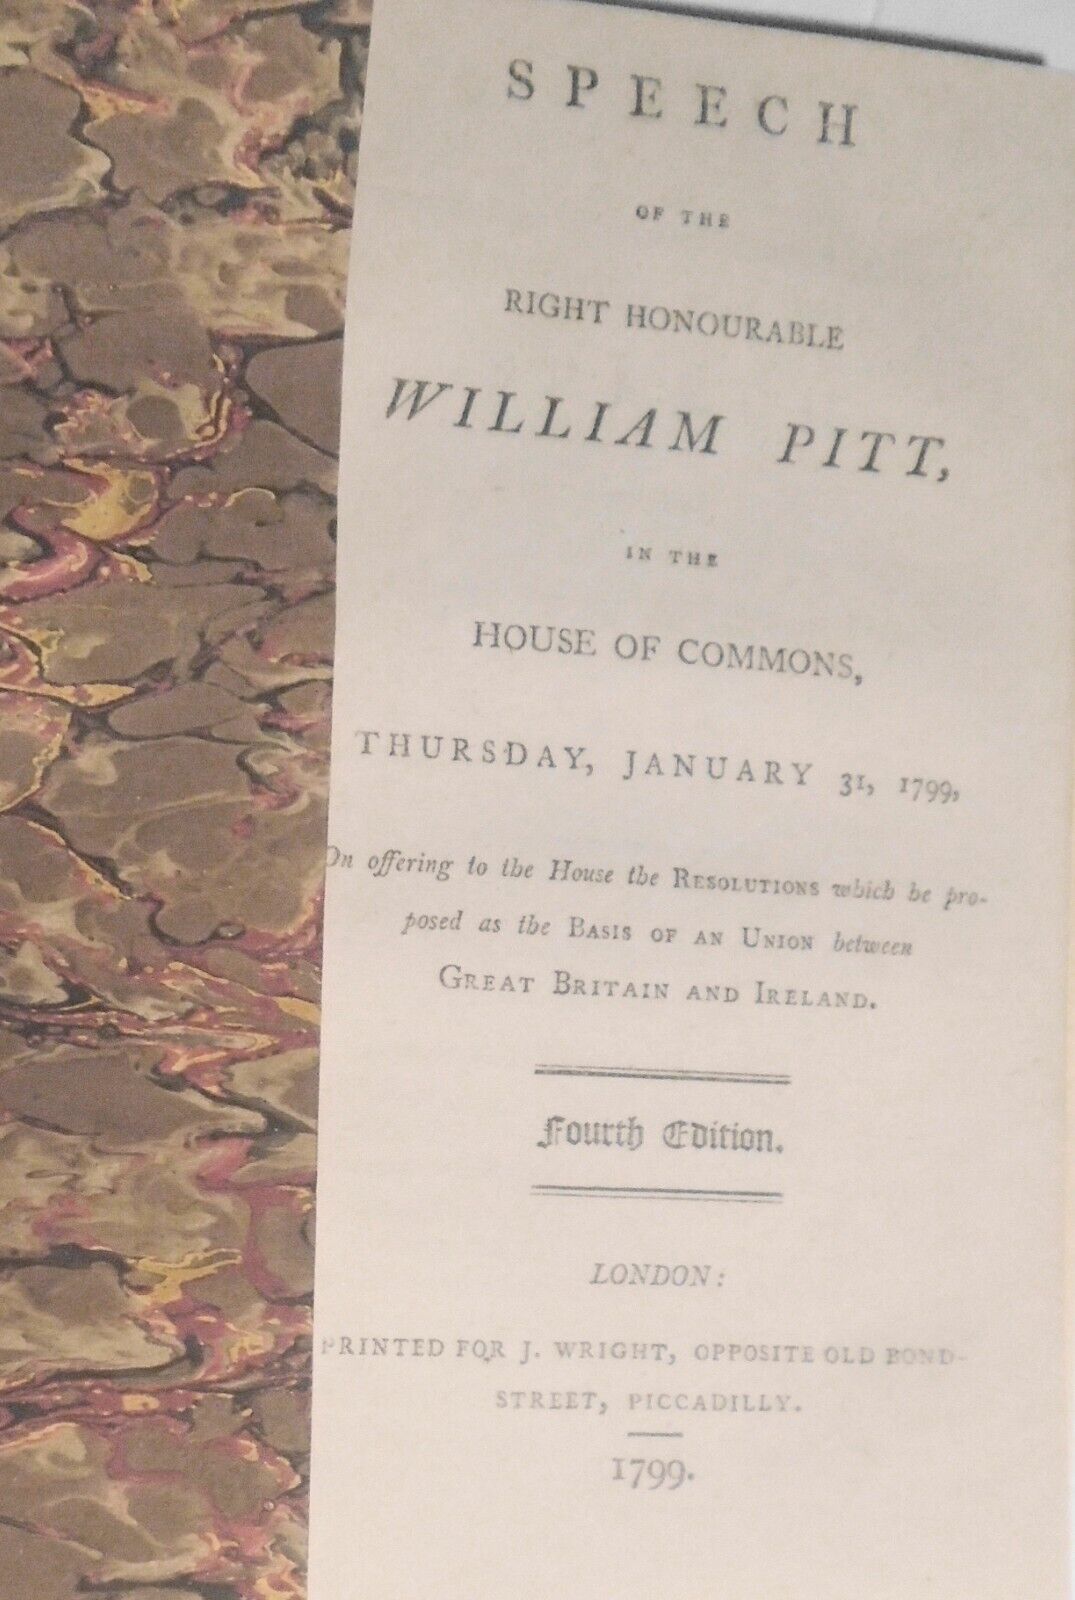 SPEECH
OF THE
RIGHT HONOURABLE
WILLIAM PITT,
IN THE
HOUSE OF COMMONS,
THURSDAY, JANUARY 31, 1799,
On offering to the House the RESOLUTIONS which he pro-
posed as the BASIS OF AN UNION between
GREAT BRITAIN AND IRELAND.
Fourth Edition.
LONDON:
PRINTED FOR J. WRIGHT, OPPOSITE OLD BOND-
STREET, PICCADILLY.
1799.